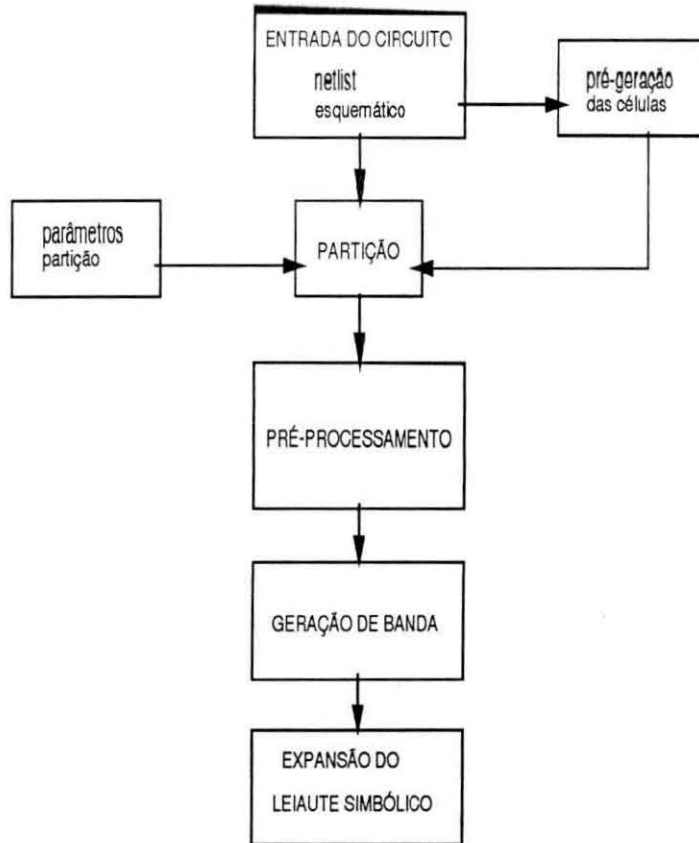 ENTRADA DO CIRCUITO
netlist
esquemático
pré-geração
das células
parâmetros
partição
PARTIÇÃO
PRÉ-PROCESSAMENTO
GERAÇÃO DE BANDA
EXPANSÃO DO
LEIAUTE SIMBÓLICO